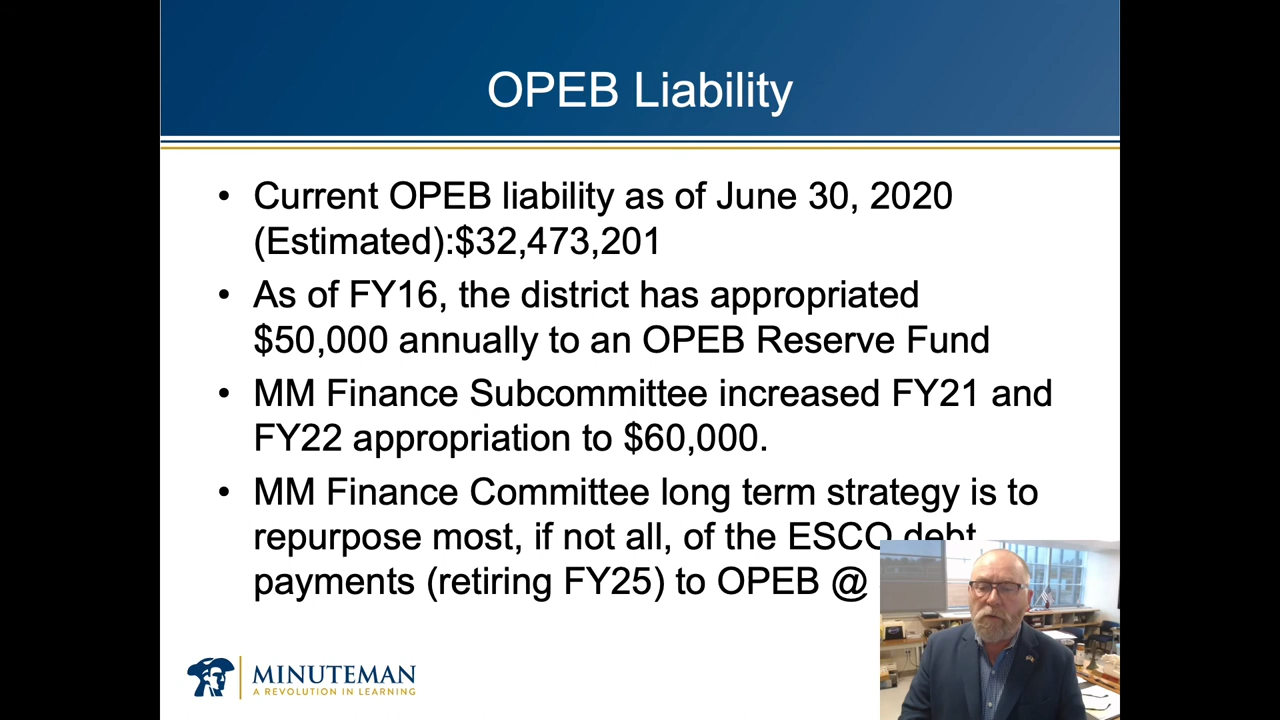 OPEB Liability
• Current OPEB liability as of June 30, 2020
(Estimated):$32,473,201
• As of FY16, the district has appropriated
$50,000 annually to an OPEB Reserve Fund
• MM Finance Subcommittee increased FY21 and
FY22 appropriation to $60,000.
• MM Finance Committee long term strategy is to
repurpose most, if not all, of the ESCO debt
payments (retiring FY25) to OPEB @
MINUTEMAN
A REVOLUTION IN LEARNING